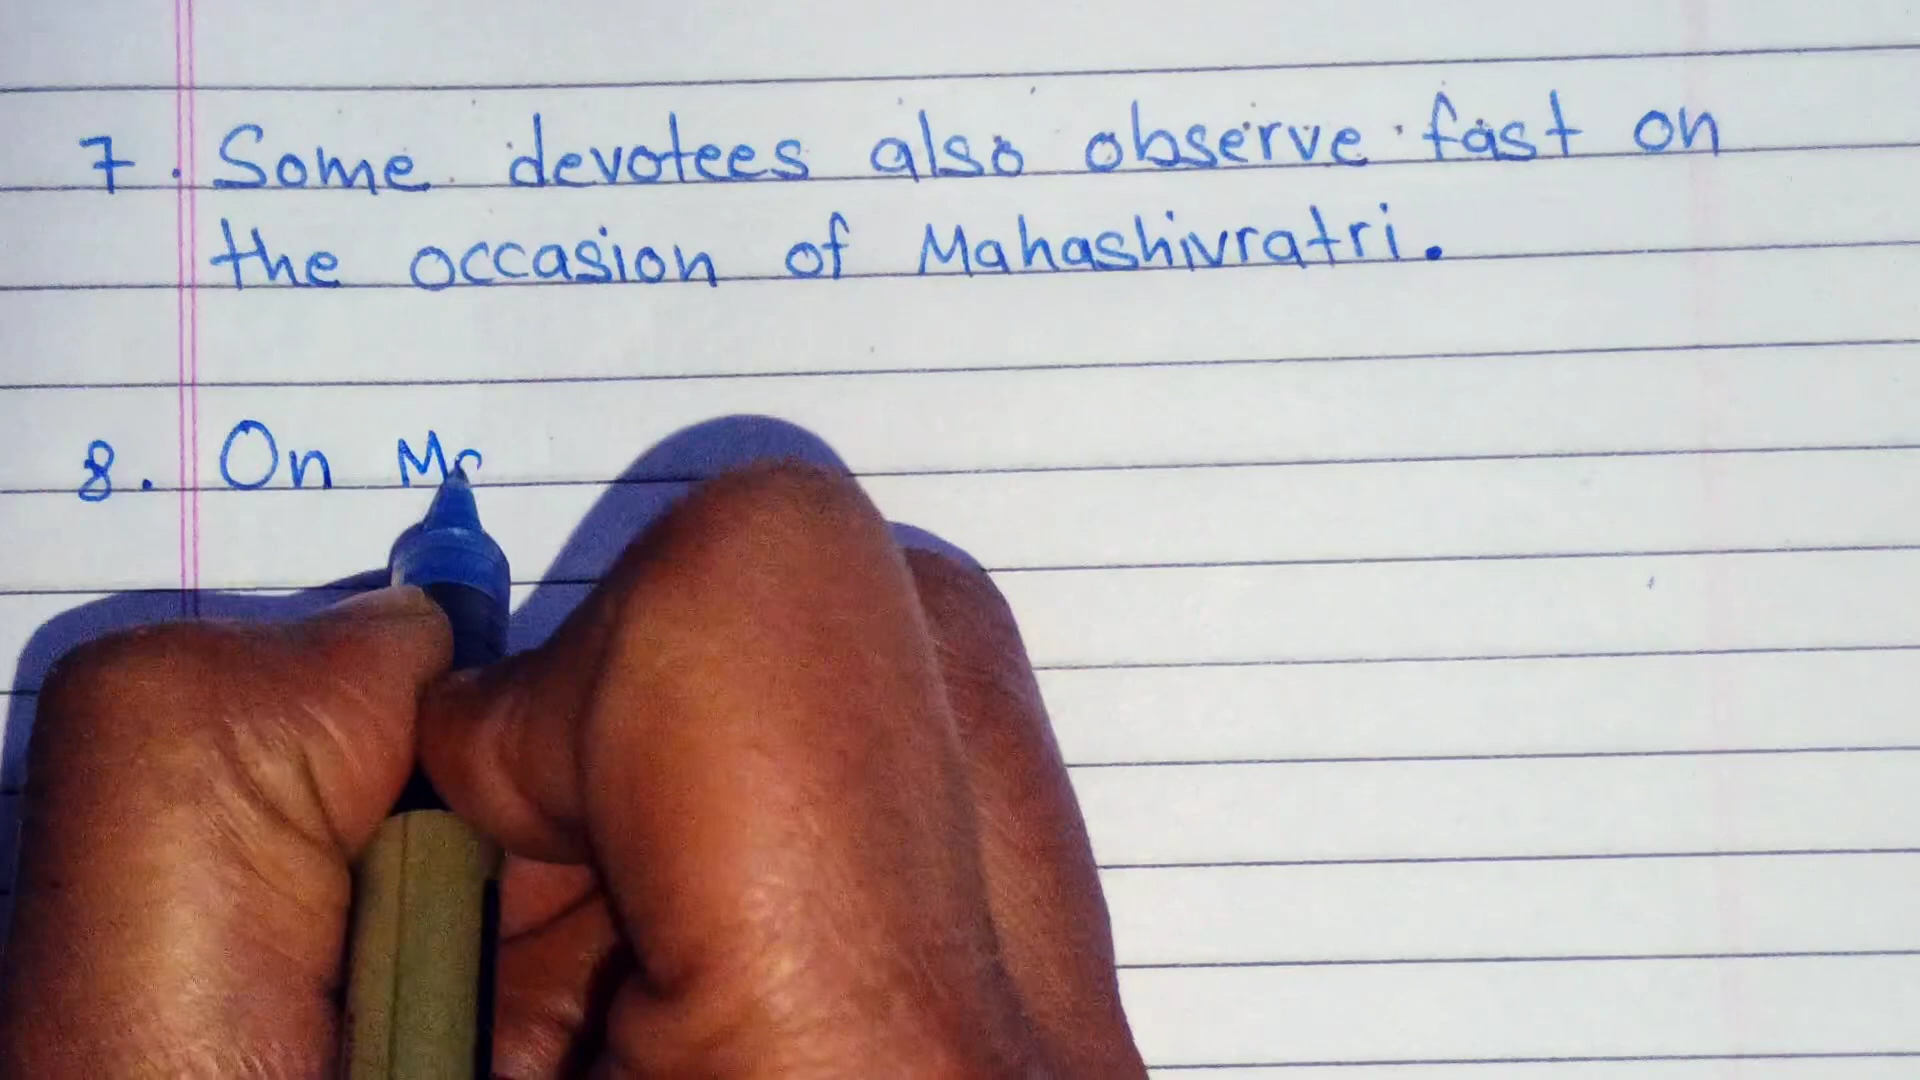 7. Some devotees also observe fast on
the occasion of Mahashivratri.
8. On